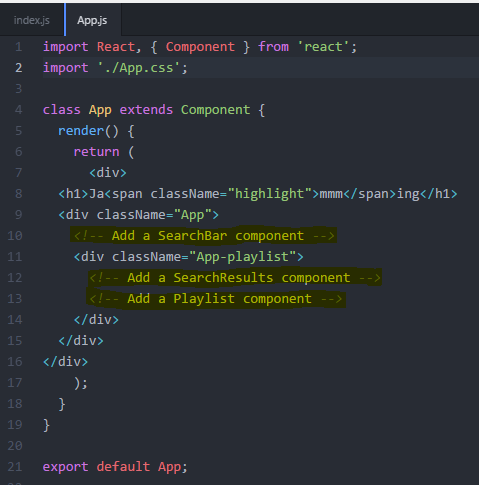 index.js App.js
1 import React, { Component } from 'react';
2 import './App.css';
3
4 class App extends Component {
5 render() {
6 return (
7 <div>
8 <h1>Ja<span className="highlight">mmm</span>ing</h1>
9 <div className="App">
10 <!-- Add a SearchBar component -->
11 <div className="App-playlist">
12 <!-- Add a SearchResults component -->
13 <!-- Add a Playlist component -->
14 </div>
15 </div>
16 </div>
17 );
18 }
19 }
20
21 export default App;